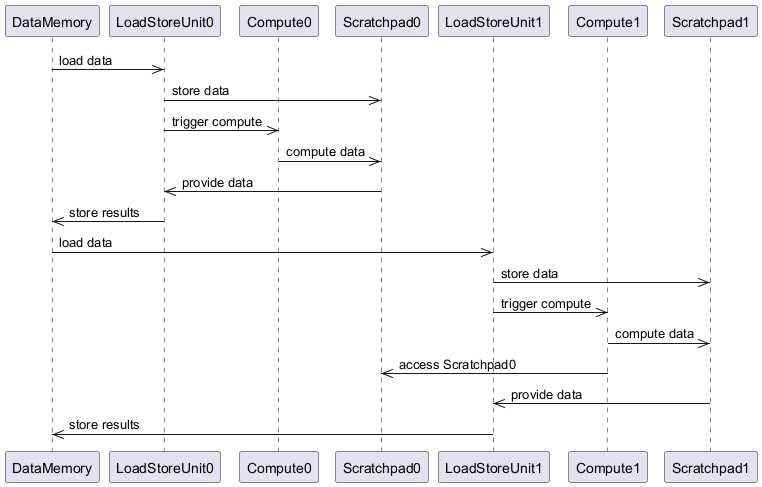 DataMemory LoadStoreUnit0 Compute0 Scratchpad0 LoadStoreUnit1 Compute1 Scratchpad1
load data
store data
trigger compute
compute data
provide data
store results
load data
store data
trigger compute
compute data
access Scratchpad0
provide data
store results
DataMemory LoadStoreUnit0 Compute0 Scratchpad0 LoadStoreUnit1 Compute1 Scratchpad1